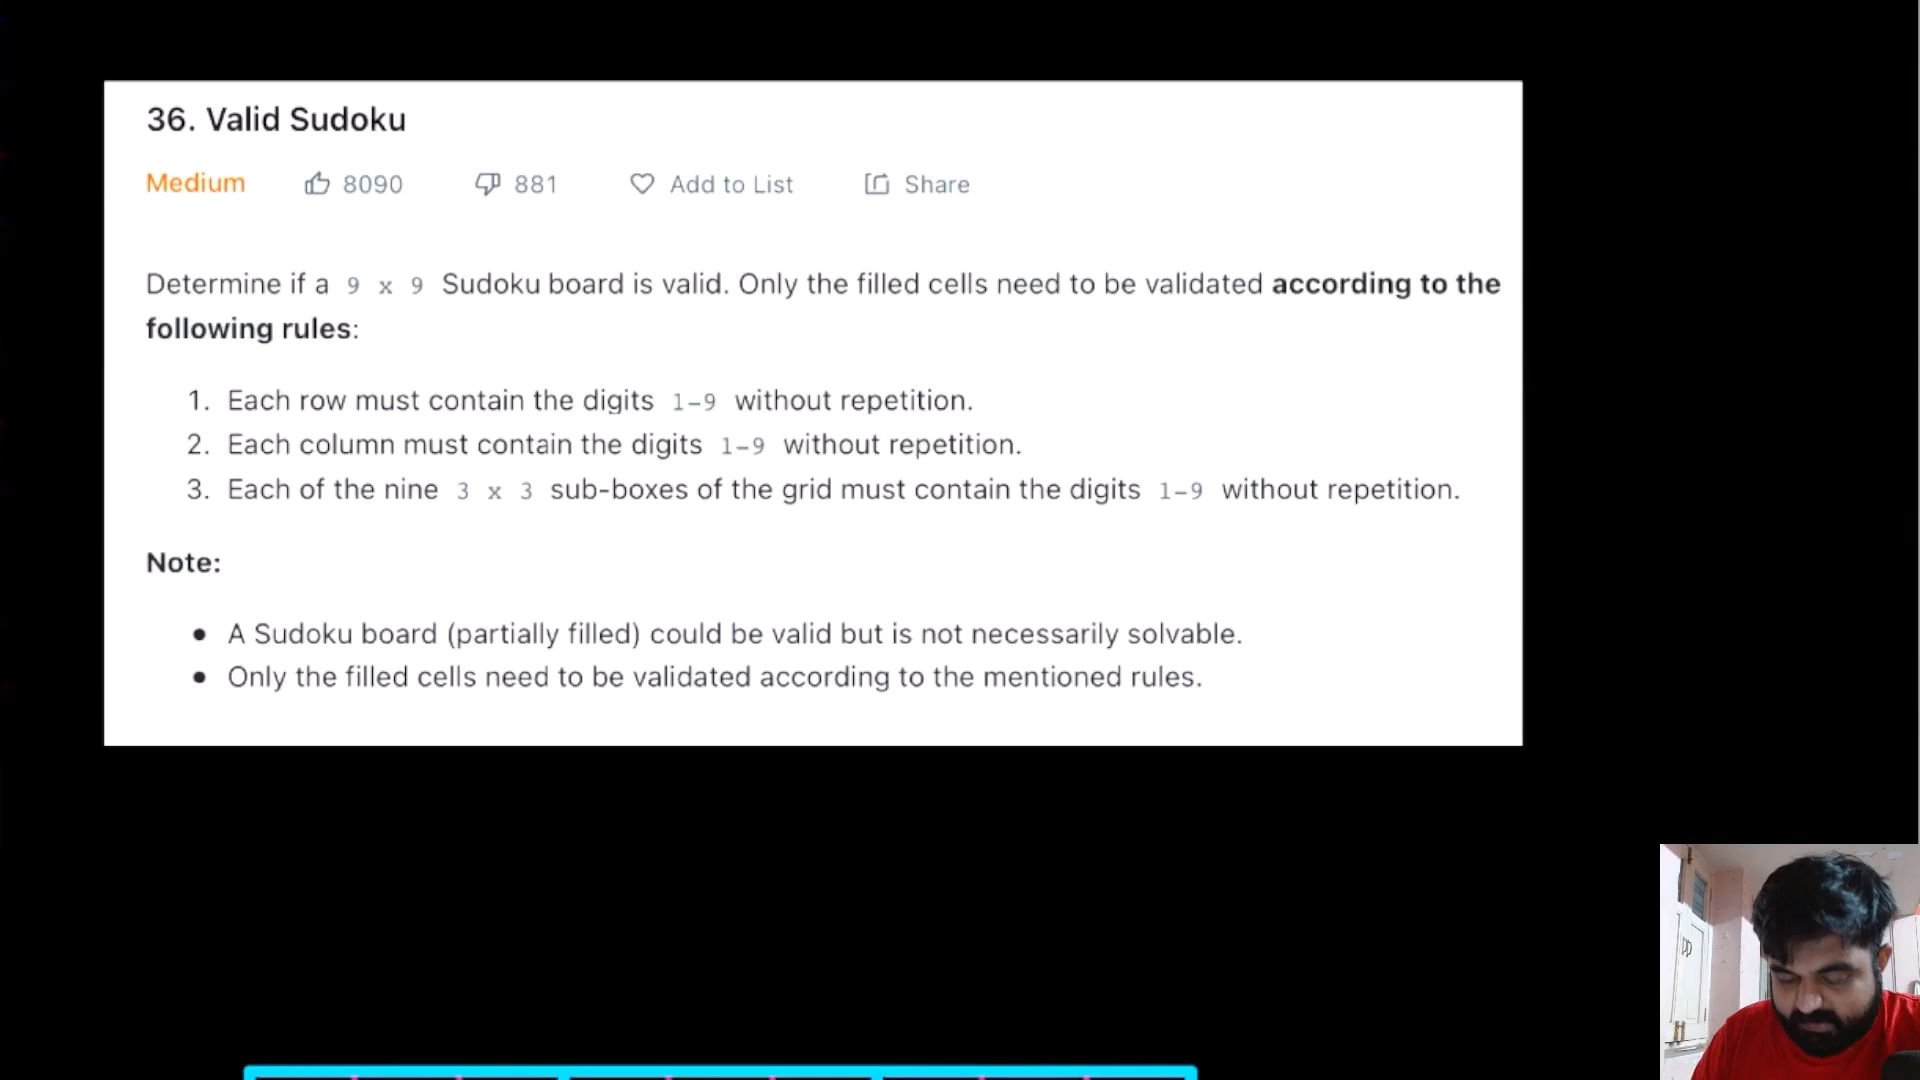 36. Valid Sudoku
Medium 8090 881 Add to List Share
Determine if a 9 x 9 Sudoku board is valid. Only the filled cells need to be validated according to the
following rules:
1. Each row must contain the digits 1-9 without repetition.
2. Each column must contain the digits 1-9 without repetition.
3. Each of the nine 3 x 3 sub-boxes of the grid must contain the digits 1-9 without repetition.
Note:
• A Sudoku board (partially filled) could be valid but is not necessarily solvable.
• Only the filled cells need to be validated according to the mentioned rules.